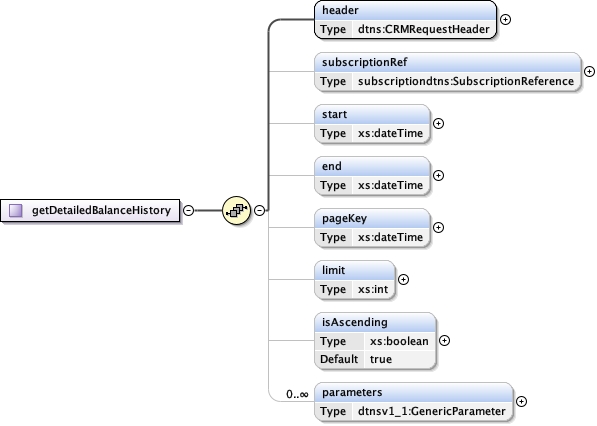 header
Type dtns:CRMRequestHeader
subscriptionRef
Type subscriptiondtns:SubscriptionReference
start
Type xs:dateTime
end
Type xs:dateTime
getDetailedBalanceHistory
pageKey
Type xs:dateTime
limit
Type xs:int
isAscending
Type xs:boolean
Default true
0..∞
parameters
Type dtnsv1_1:GenericParameter